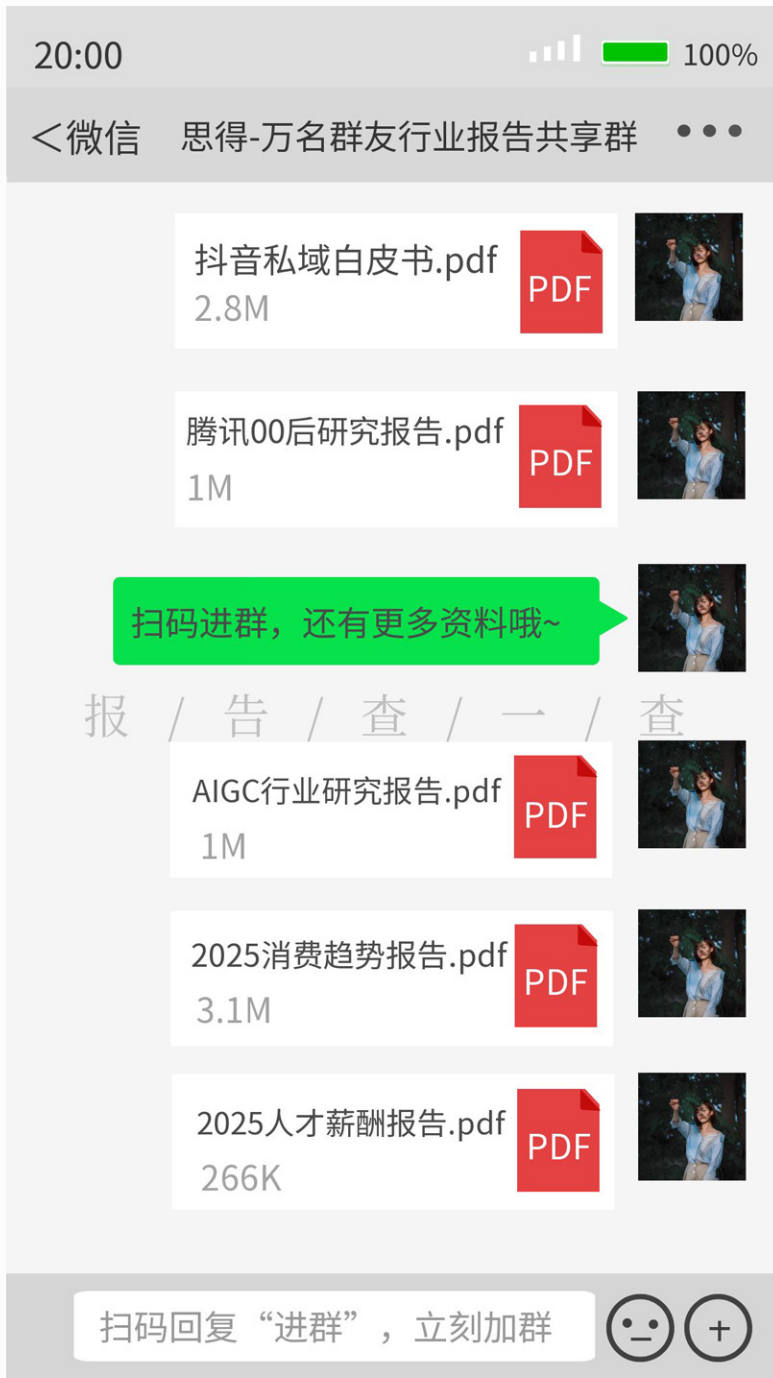 20:00
100%
＜微信 思得-万名群友行业报告共享群
抖音私域白皮书.pdf
2.8M
PDF
腾讯00后研究报告.pdf
1M
PDF
扫码进群，还有更多资料哦~
报 / 告 / 查 / 一 / 查
AIGC行业研究报告.pdf
1M
PDF
2025消费趋势报告.pdf
3.1M
PDF
2025人才薪酬报告.pdf
266K
PDF
扫码回复“进群”，立刻加群